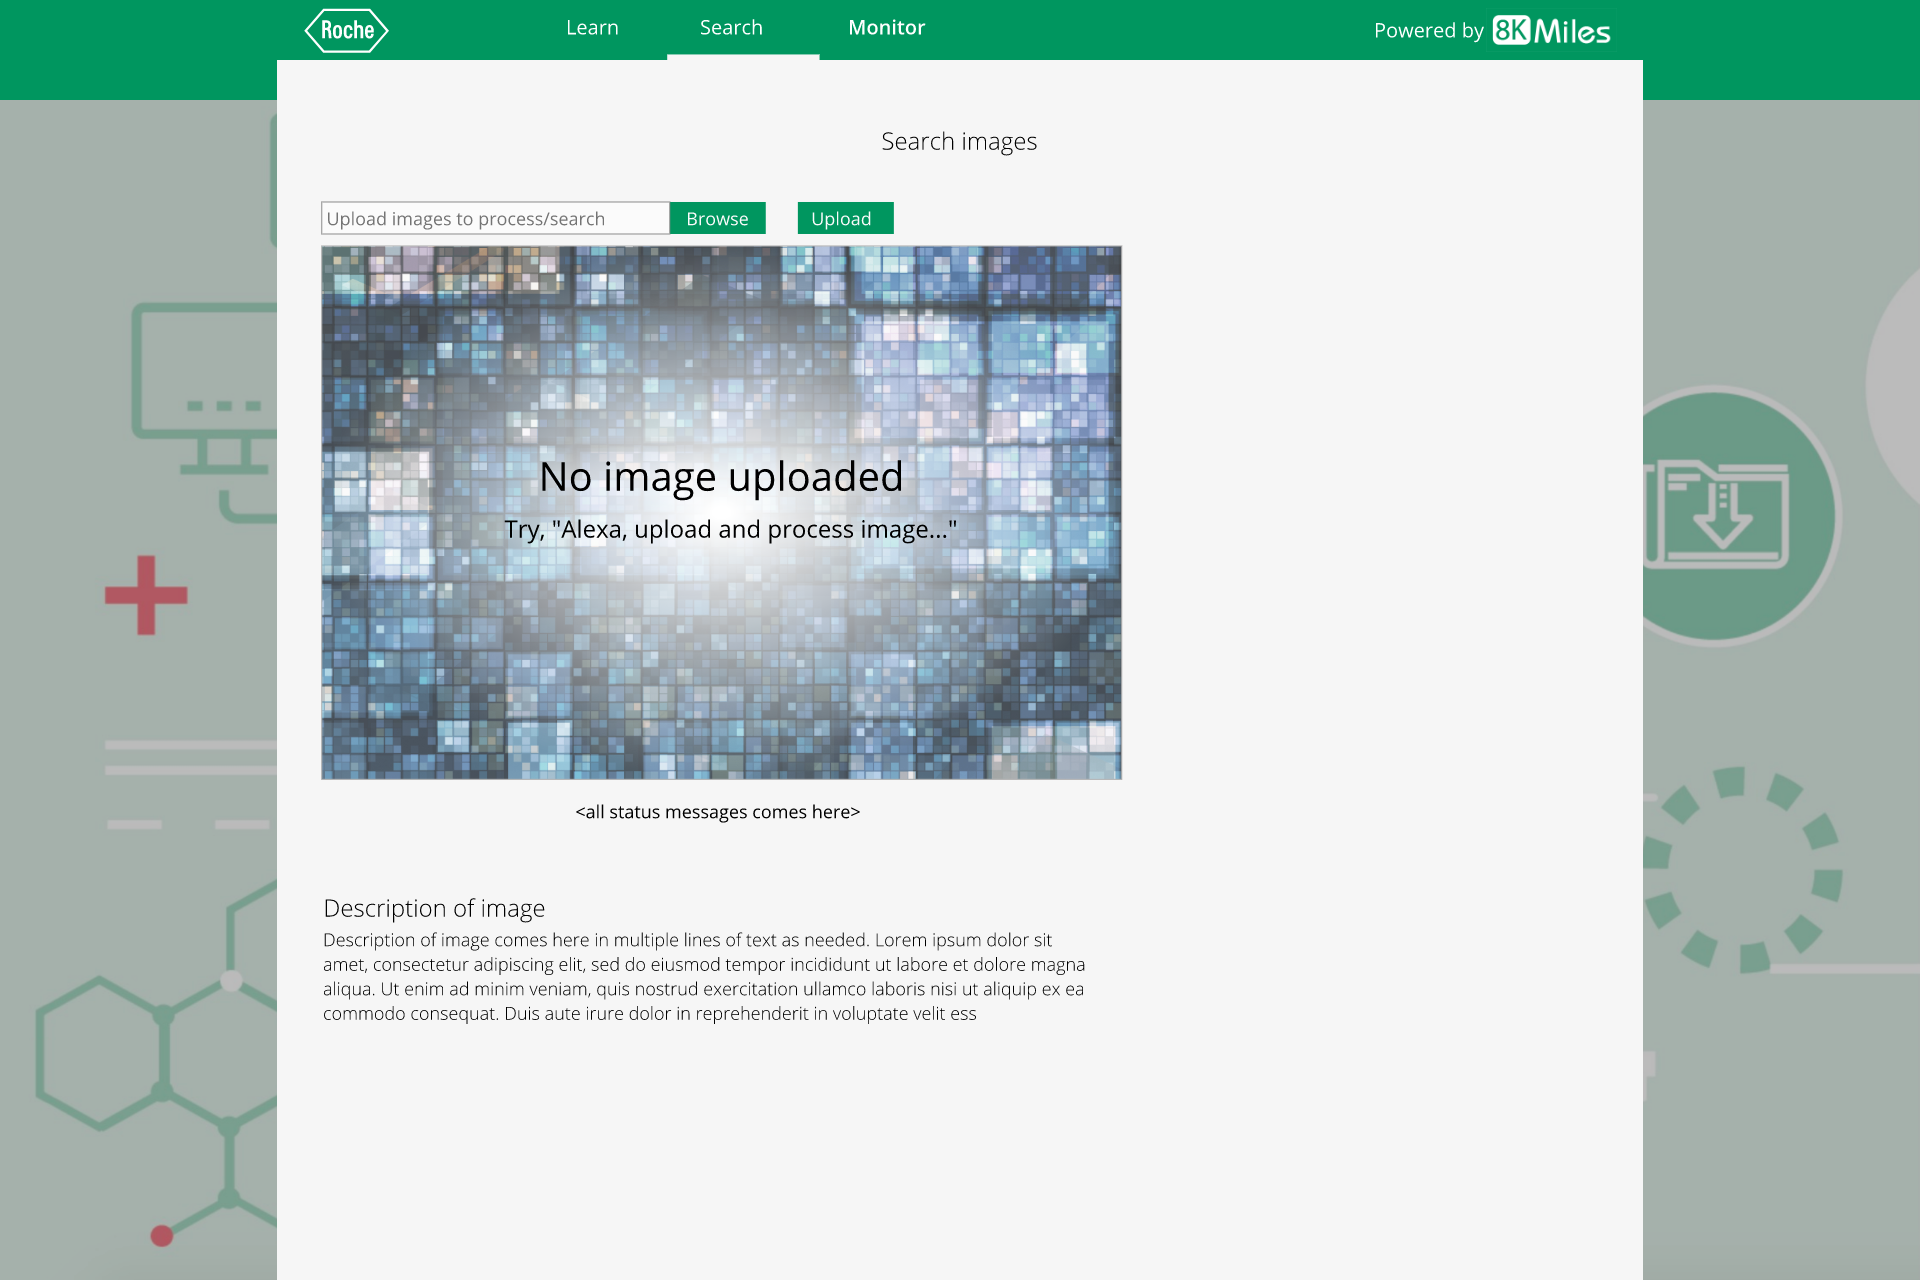 Roche
Learn
Search
Monitor
Powered by 8K Miles
Search images
Upload images to process/search
Browse
Upload
No image uploaded
Try, "Alexa, upload and process image..."
<all status messages comes here>
Description of image
Description of image comes here in multiple lines of text as needed. Lorem ipsum dolor sit
amet, consectetur adipiscing elit, sed do eiusmod tempor incididunt ut labore et dolore magna
aliqua. Ut enim ad minim veniam, quis nostrud exercitation ullamco laboris nisi ut aliquip ex ea
commodo consequat. Duis aute irure dolor in reprehenderit in voluptate velit ess